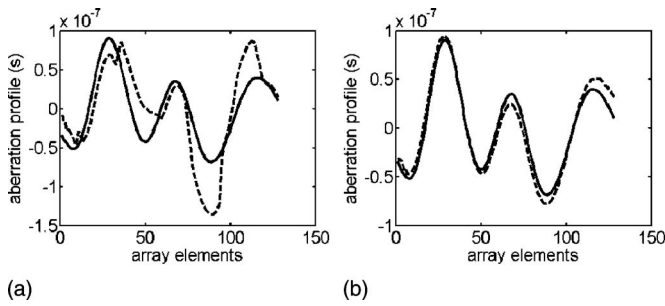 x 10⁻⁷
1
0.5
0
-0.5
-1
-1.5
0 50 100 150
aberration profile (s)
array elements
(a)
x 10⁻⁷
1
0.5
0
-0.5
-1
0 50 100 150
aberration profile (s)
array elements
(b)